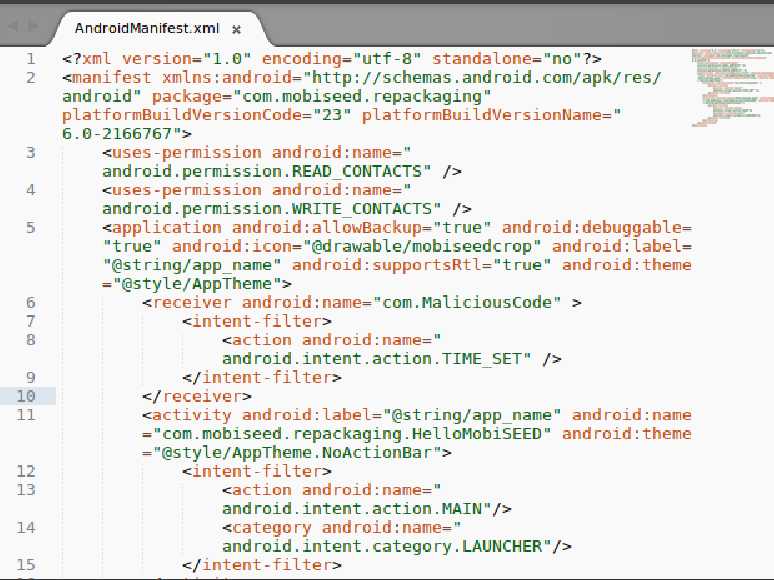 AndroidManifest.xml ×
1 <?xml version="1.0" encoding="utf-8" standalone="no"?>
2 <manifest xmlns:android="http://schemas.android.com/apk/res/
android" package="com.mobiseed.repackaging"
platformBuildVersionCode="23" platformBuildVersionName="
6.0-2166767">
3 <uses-permission android:name="
android.permission.READ_CONTACTS" />
4 <uses-permission android:name="
android.permission.WRITE_CONTACTS" />
5 <application android:allowBackup="true" android:debuggable=
"true" android:icon="@drawable/mobiseedcrop" android:label=
"@string/app_name" android:supportsRtl="true" android:theme
="@style/AppTheme">
6 <receiver android:name="com.MaliciousCode" >
7 <intent-filter>
8 <action android:name="
android.intent.action.TIME_SET" />
9 </intent-filter>
10 </receiver>
11 <activity android:label="@string/app_name" android:name
="com.mobiseed.repackaging.HelloMobiSEED" android:theme
="@style/AppTheme.NoActionBar">
12 <intent-filter>
13 <action android:name="
android.intent.action.MAIN"/>
14 <category android:name="
android.intent.category.LAUNCHER"/>
15 </intent-filter>